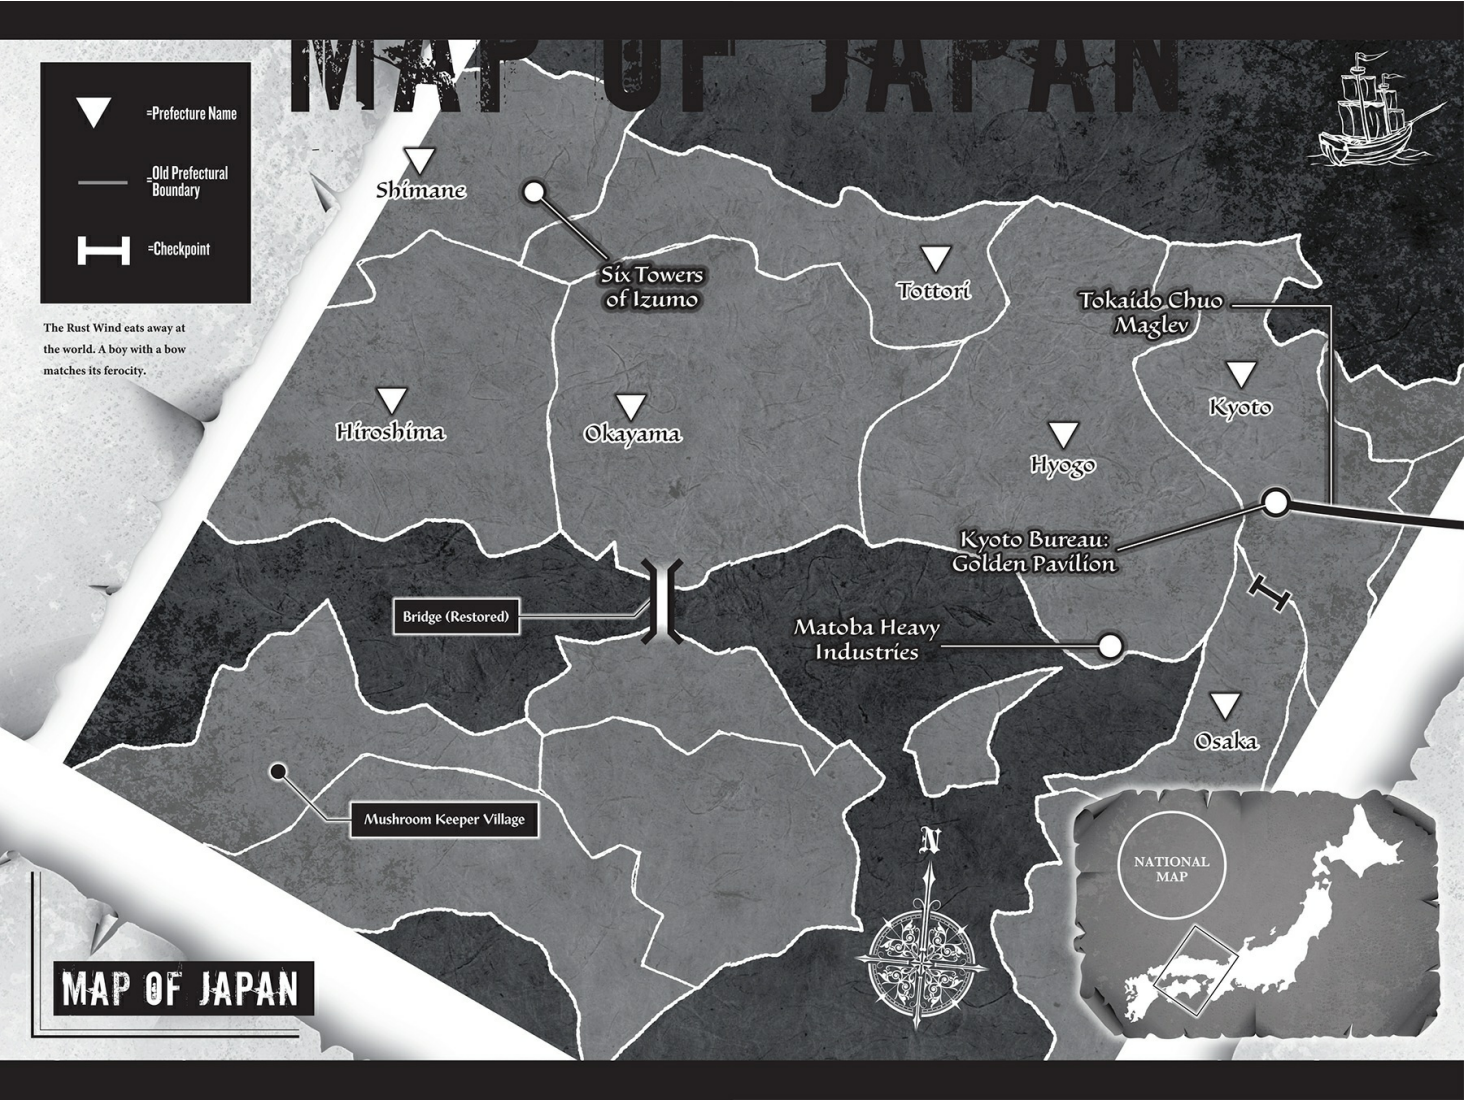 MAP OF JAPAN
=Prefecture Name
=Old Prefectural
Boundary
=Checkpoint
The Rust Wind eats away at
the world. A boy with a bow
matches its ferocity.
Shimane
Six Towers
of Izumo
Tottori
Tokaido Chuo
Maglev
Kyoto
Hiroshima
Okayama
Hyogo
Kyoto Bureau:
Golden Pavilion
Bridge (Restored)
Matoba Heavy
Industries
Osaka
Mushroom Keeper Village
N
NATIONAL
MAP
MAP OF JAPAN